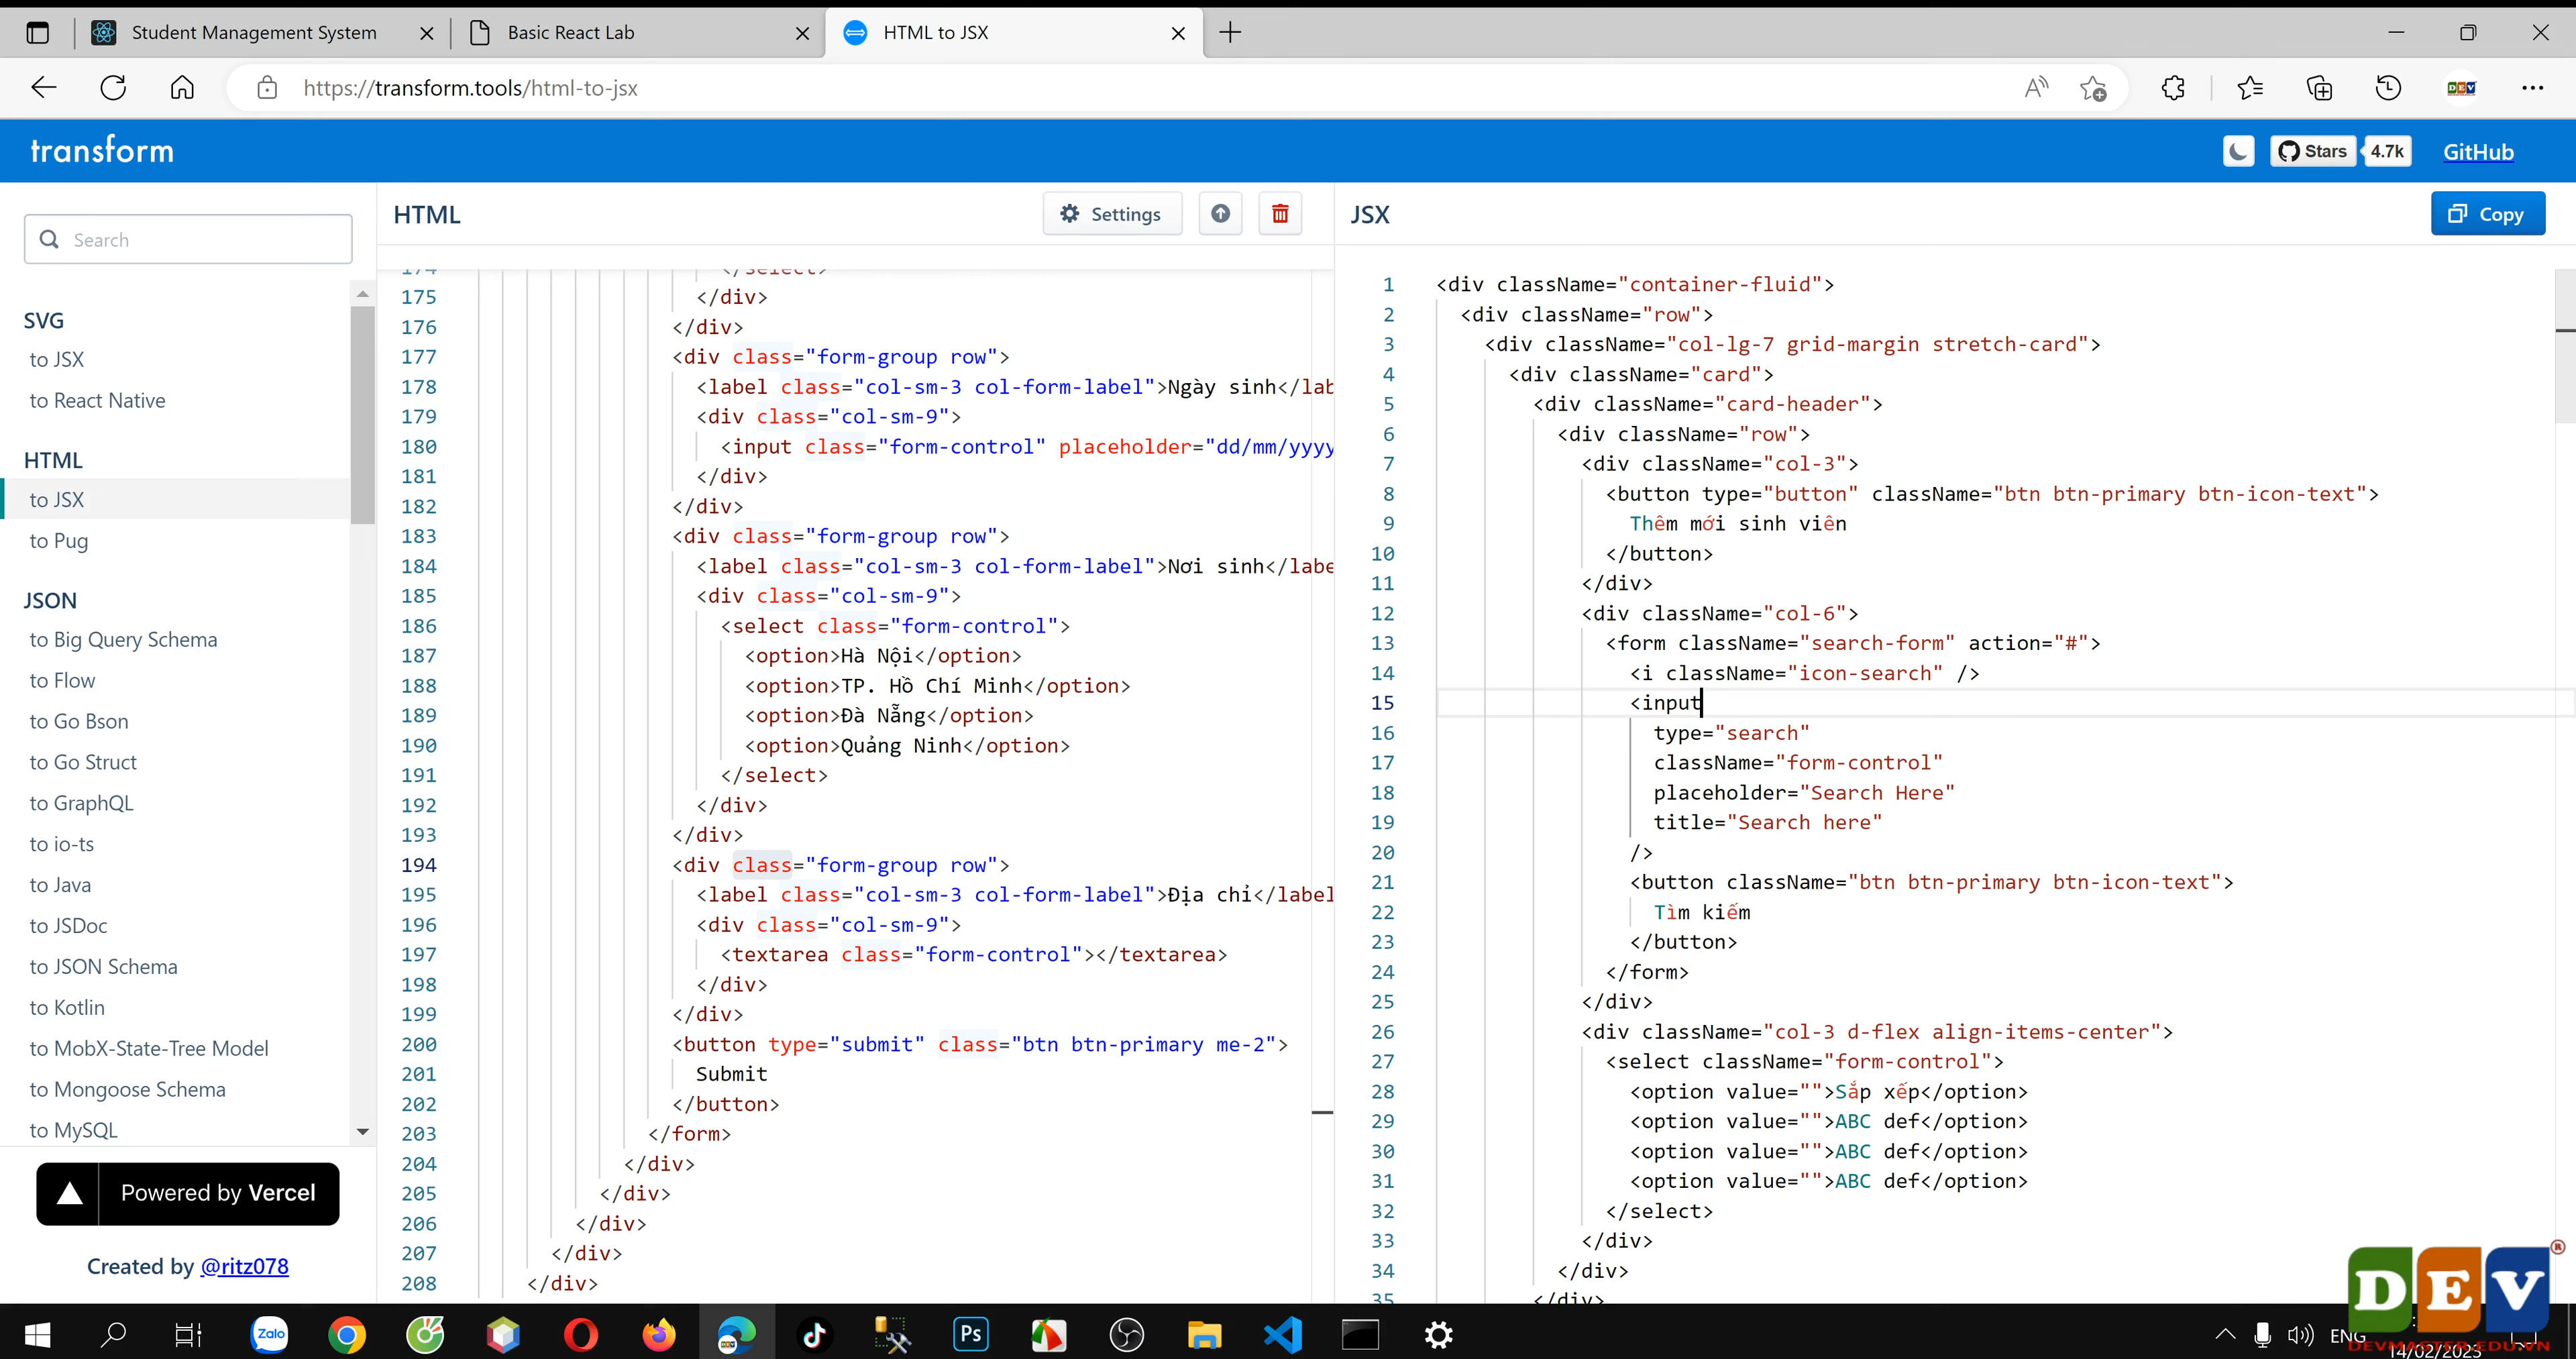 Student Management System
Basic React Lab
HTML to JSX
https://transform.tools/html-to-jsx
DEV
transform
Stars
4.7k
GitHub
Search
SVG
to JSX
to React Native
HTML
to JSX
to Pug
JSON
to Big Query Schema
to Flow
to Go Bson
to Go Struct
to GraphQL
to io-ts
to Java
to JSDoc
to JSON Schema
to Kotlin
to MobX-State-Tree Model
to Mongoose Schema
to MySQL
Powered by Vercel
Created by @ritz078
HTML
Settings
174 </select>
175 </div>
176 </div>
177 <div class="form-group row">
178 <label class="col-sm-3 col-form-label">Ngày sinh</lab
179 <div class="col-sm-9">
180 <input class="form-control" placeholder="dd/mm/yyyy
181 </div>
182 </div>
183 <div class="form-group row">
184 <label class="col-sm-3 col-form-label">Nơi sinh</labe
185 <div class="col-sm-9">
186 <select class="form-control">
187 <option>Hà Nội</option>
188 <option>TP. Hồ Chí Minh</option>
189 <option>Đà Nẵng</option>
190 <option>Quảng Ninh</option>
191 </select>
192 </div>
193 </div>
194 <div class="form-group row">
195 <label class="col-sm-3 col-form-label">Địa chỉ</label
196 <div class="col-sm-9">
197 <textarea class="form-control"></textarea>
198 </div>
199 </div>
200 <button type="submit" class="btn btn-primary me-2">
201 Submit
202 </button>
203 </form>
204 </div>
205 </div>
206 </div>
207 </div>
208 </div>
JSX
Copy
1 <div className="container-fluid">
2 <div className="row">
3 <div className="col-lg-7 grid-margin stretch-card">
4 <div className="card">
5 <div className="card-header">
6 <div className="row">
7 <div className="col-3">
8 <button type="button" className="btn btn-primary btn-icon-text">
9 Thêm mới sinh viên
10 </button>
11 </div>
12 <div className="col-6">
13 <form className="search-form" action="#">
14 <i className="icon-search" />
15 <input
16 type="search"
17 className="form-control"
18 placeholder="Search Here"
19 title="Search here"
20 />
21 <button className="btn btn-primary btn-icon-text">
22 Tìm kiếm
23 </button>
24 </form>
25 </div>
26 <div className="col-3 d-flex align-items-center">
27 <select className="form-control">
28 <option value="">Sắp xếp</option>
29 <option value="">ABC def</option>
30 <option value="">ABC def</option>
31 <option value="">ABC def</option>
32 </select>
33 </div>
34 </div>
35 </div>
DEV
®
DEVMASTER.EDU.VN
Zalo
Ps
ENG
14/02/2023